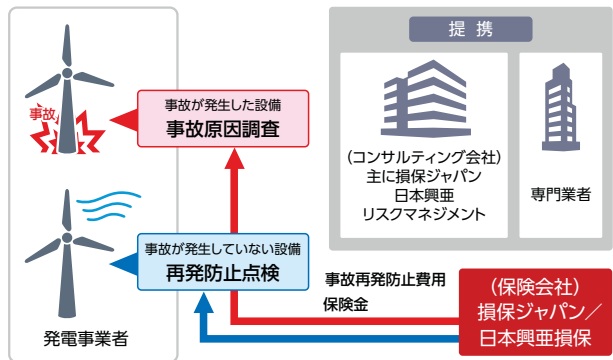 事故
発電事業者
事故が発生した設備
事故原因調査
事故が発生していない設備
再発防止点検
提携
(コンサルティング会社)
主に損保ジャパン
日本興亜
リスクマネジメント
専門業者
事故再発防止費用
保険金
(保険会社)
損保ジャパン／
日本興亜損保